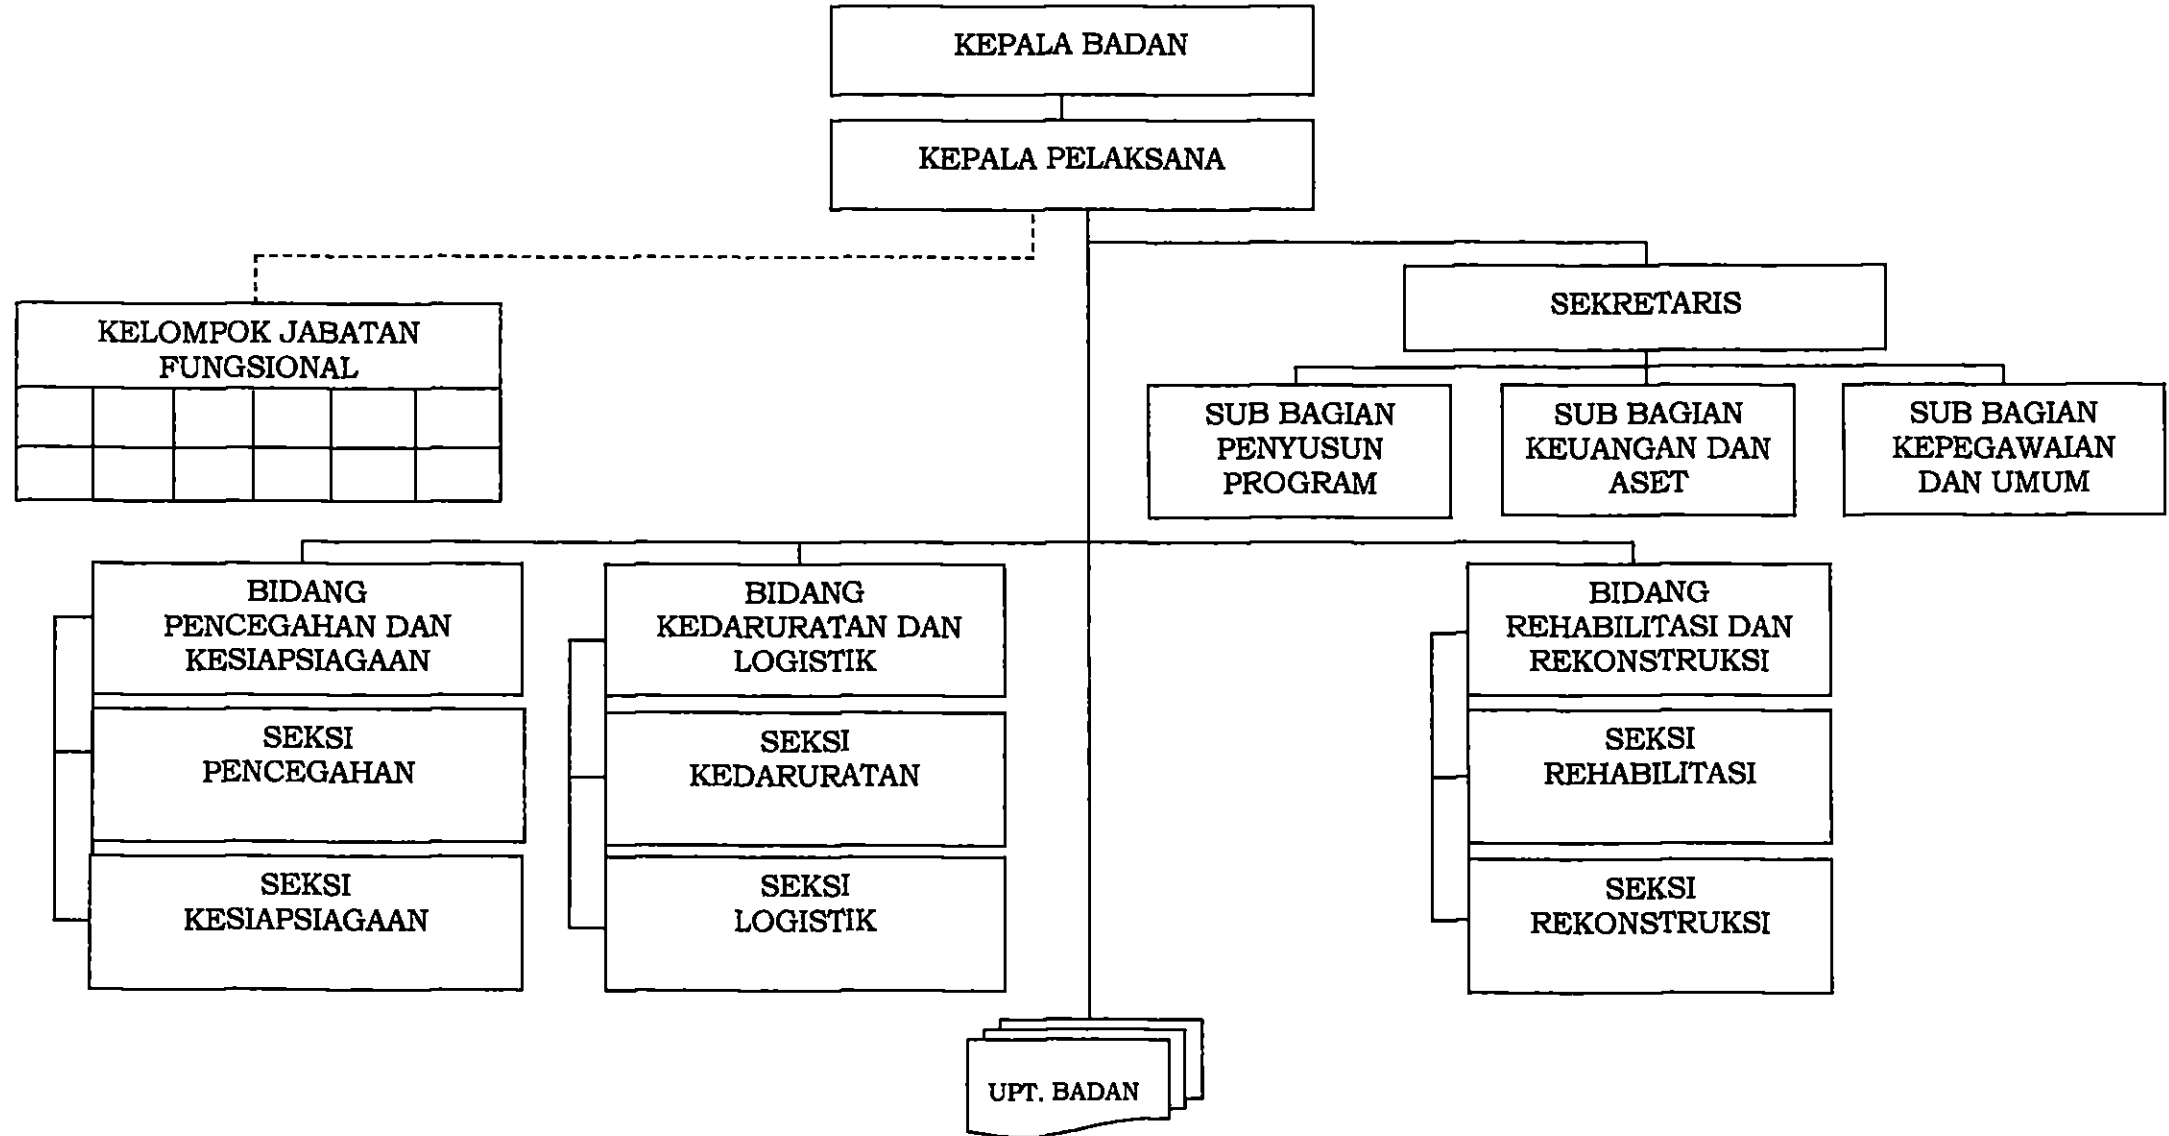 KEPALA BADAN
KEPALA PELAKSANA
SEKRETARIS
KELOMPOK JABATAN
FUNGSIONAL
SUB BAGIAN
PENYUSUN
PROGRAM
SUB BAGIAN
KEUANGAN DAN
ASET
SUB BAGIAN
KEPEGAWAIAN
DAN UMUM
BIDANG
PENCEGAHAN DAN
KESIAPSIAGAAN
SEKSI
PENCEGAHAN
SEKSI
KESIAPSIAGAAN
BIDANG
KEDARURATAN DAN
LOGISTIK
SEKSI
KEDARURATAN
SEKSI
LOGISTIK
BIDANG
REHABILITASI DAN
REKONSTRUKSI
SEKSI
REHABILITASI
SEKSI
REKONSTRUKSI
UPT. BADAN